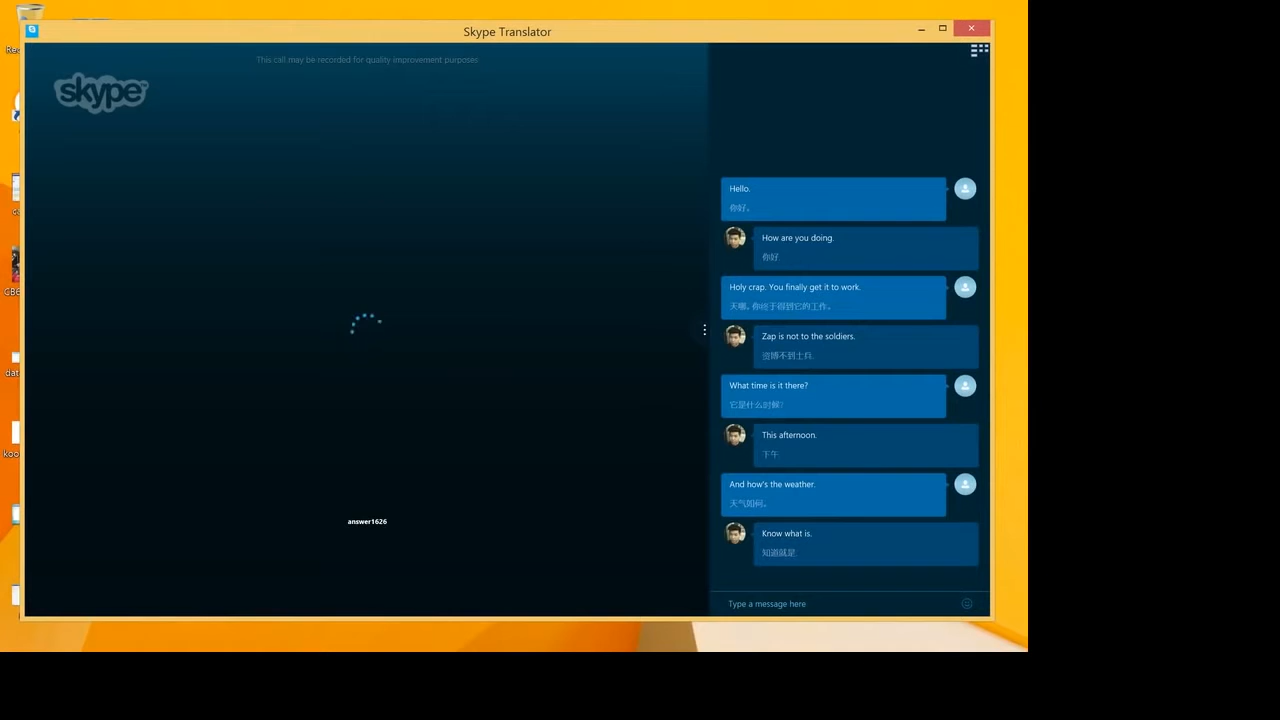 Skype Translator
This call may be recorded for quality improvement purposes
skype
Hello.
你好。
How are you doing.
你好
Holy crap. You finally get it to work.
天哪。你终于得到它的工作。
Zap is not to the soldiers.
资博不到士兵
What time is it there?
它是什么时候?
This afternoon.
下午
And how's the weather.
天气如何。
Know what is.
知道就是
answer1626
Type a message here